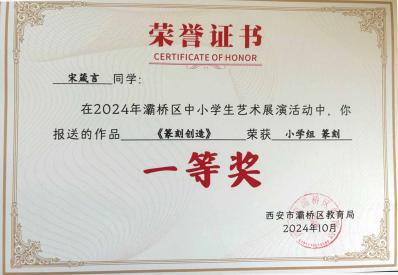 荣誉证书
CERTIFICATE OF HONOR
宋箴言 同学：
在2024年灞桥区中小学生艺术展演活动中，你
报送的作品 《篆刻创造》 荣获 小学组 篆刻
一等奖
西安市灞桥区教育局
2024年10月